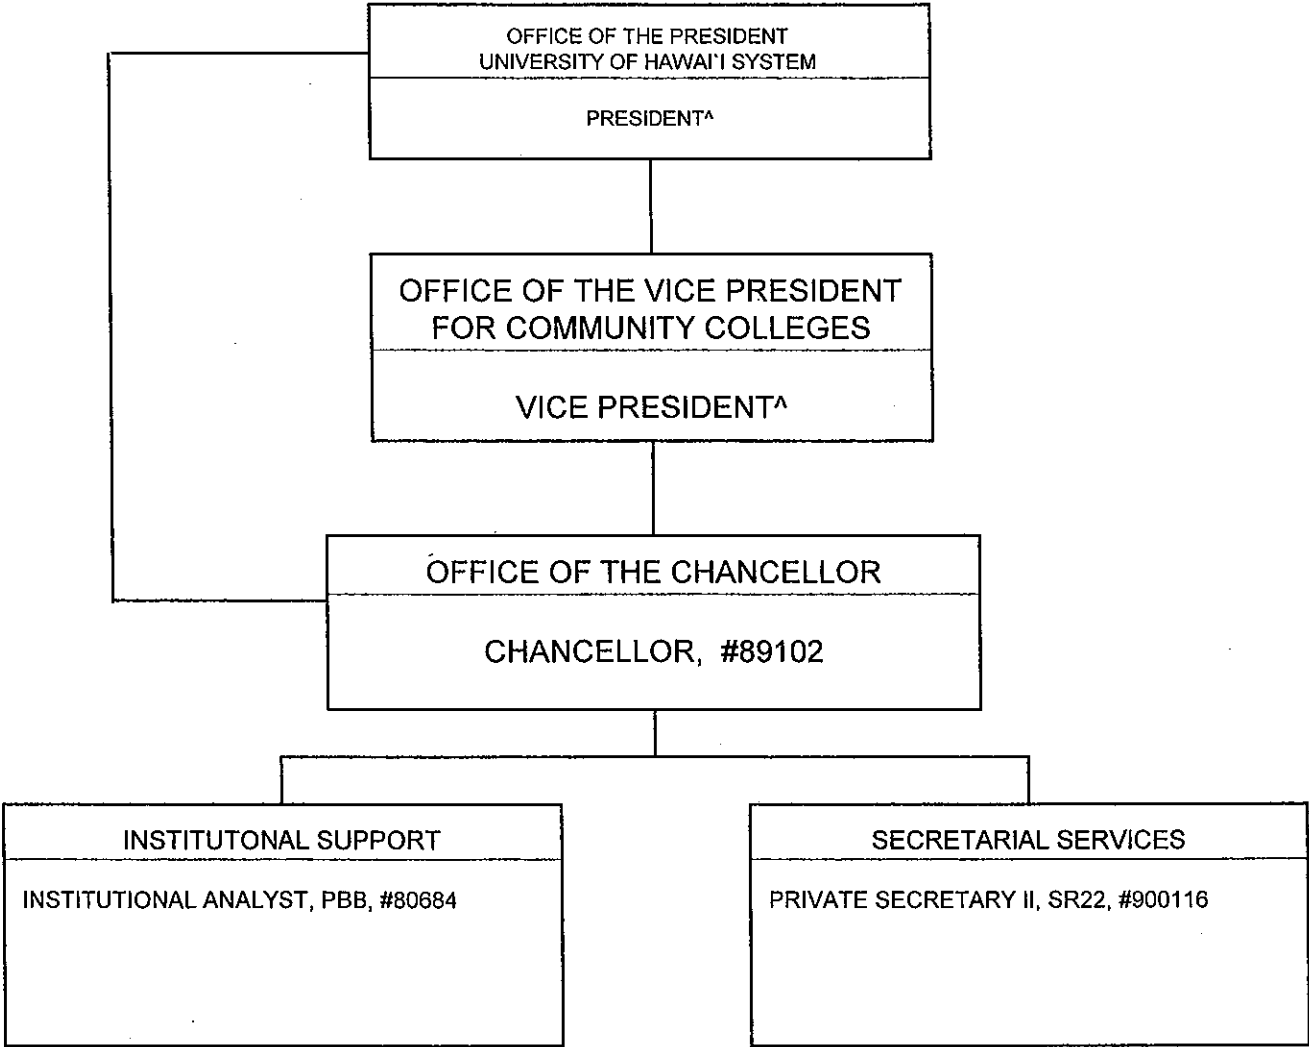 OFFICE OF THE PRESIDENT
UNIVERSITY OF HAWAI'I SYSTEM
PRESIDENT^
OFFICE OF THE VICE PRESIDENT
FOR COMMUNITY COLLEGES
VICE PRESIDENT^
OFFICE OF THE CHANCELLOR
CHANCELLOR, #89102
INSTITUTONAL SUPPORT
INSTITUTIONAL ANALYST, PBB, #80684
SECRETARIAL SERVICES
PRIVATE SECRETARY II, SR22, #900116